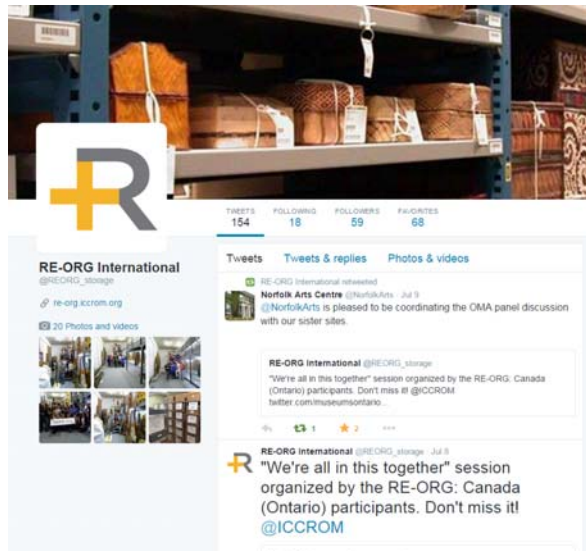 R
TWEETS FOLLOWING FOLLOWERS FAVORITES
154 18 59 68
RE-ORG International
@REORG_storage
re-org.iccrom.org
20 Photos and videos
Tweets Tweets & replies Photos & videos
RE-ORG International retweeted
Norfolk Arts Centre @NorfolkArts · Jul 9
@NorfolkArts is pleased to be coordinating the OMA panel discussion
with our sister sites.
RE-ORG International @REORG_storage
"We're all in this together" session organized by the RE-ORG: Canada
(Ontario) participants. Don't miss it! @ICCROM
twitter.com/museumsontario...
1 2
RE-ORG International @REORG_storage · Jul 8
"We're all in this together" session
organized by the RE-ORG: Canada
(Ontario) participants. Don't miss it!
@ICCROM